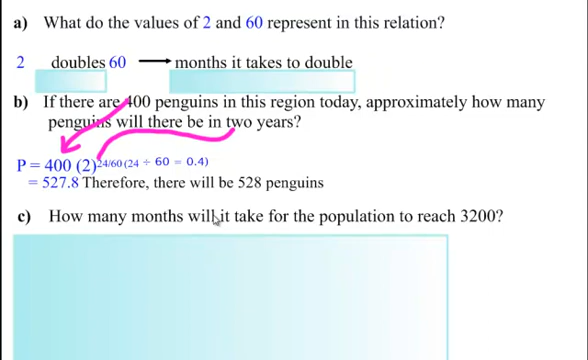 a) What do the values of 2 and 60 represent in this relation?
2 doubles 60 → months it takes to double
b) If there are 400 penguins in this region today, approximately how many
penguins will there be in two years?
P = 400 (2)^24/60 (24 ÷ 60 = 0.4)
= 527.8 Therefore, there will be 528 penguins
c) How many months will it take for the population to reach 3200?